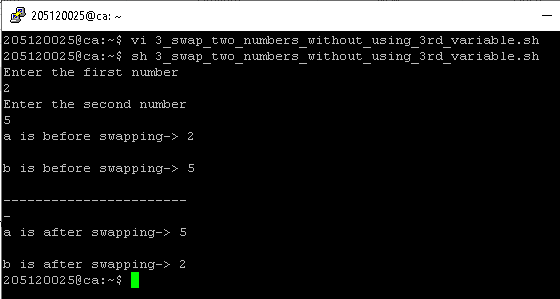 205120025@ca: ~
205120025@ca:~$ vi 3_swap_two_numbers_without_using_3rd_variable.sh
205120025@ca:~$ sh 3_swap_two_numbers_without_using_3rd_variable.sh
Enter the first number
2
Enter the second number
5
a is before swapping-> 2
b is before swapping-> 5
-----------------------
-
a is after swapping-> 5
b is after swapping-> 2
205120025@ca:~$